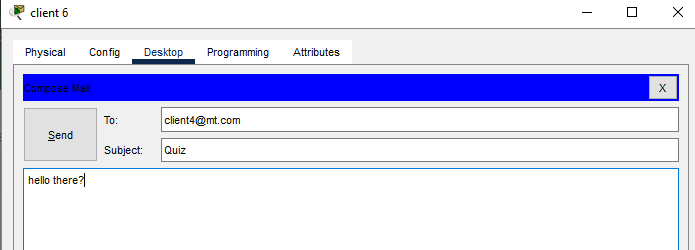 client 6
Physical Config Desktop Programming Attributes
Compose Mail
X
Send
To:
client4@mt.com
Subject:
Quiz
hello there?